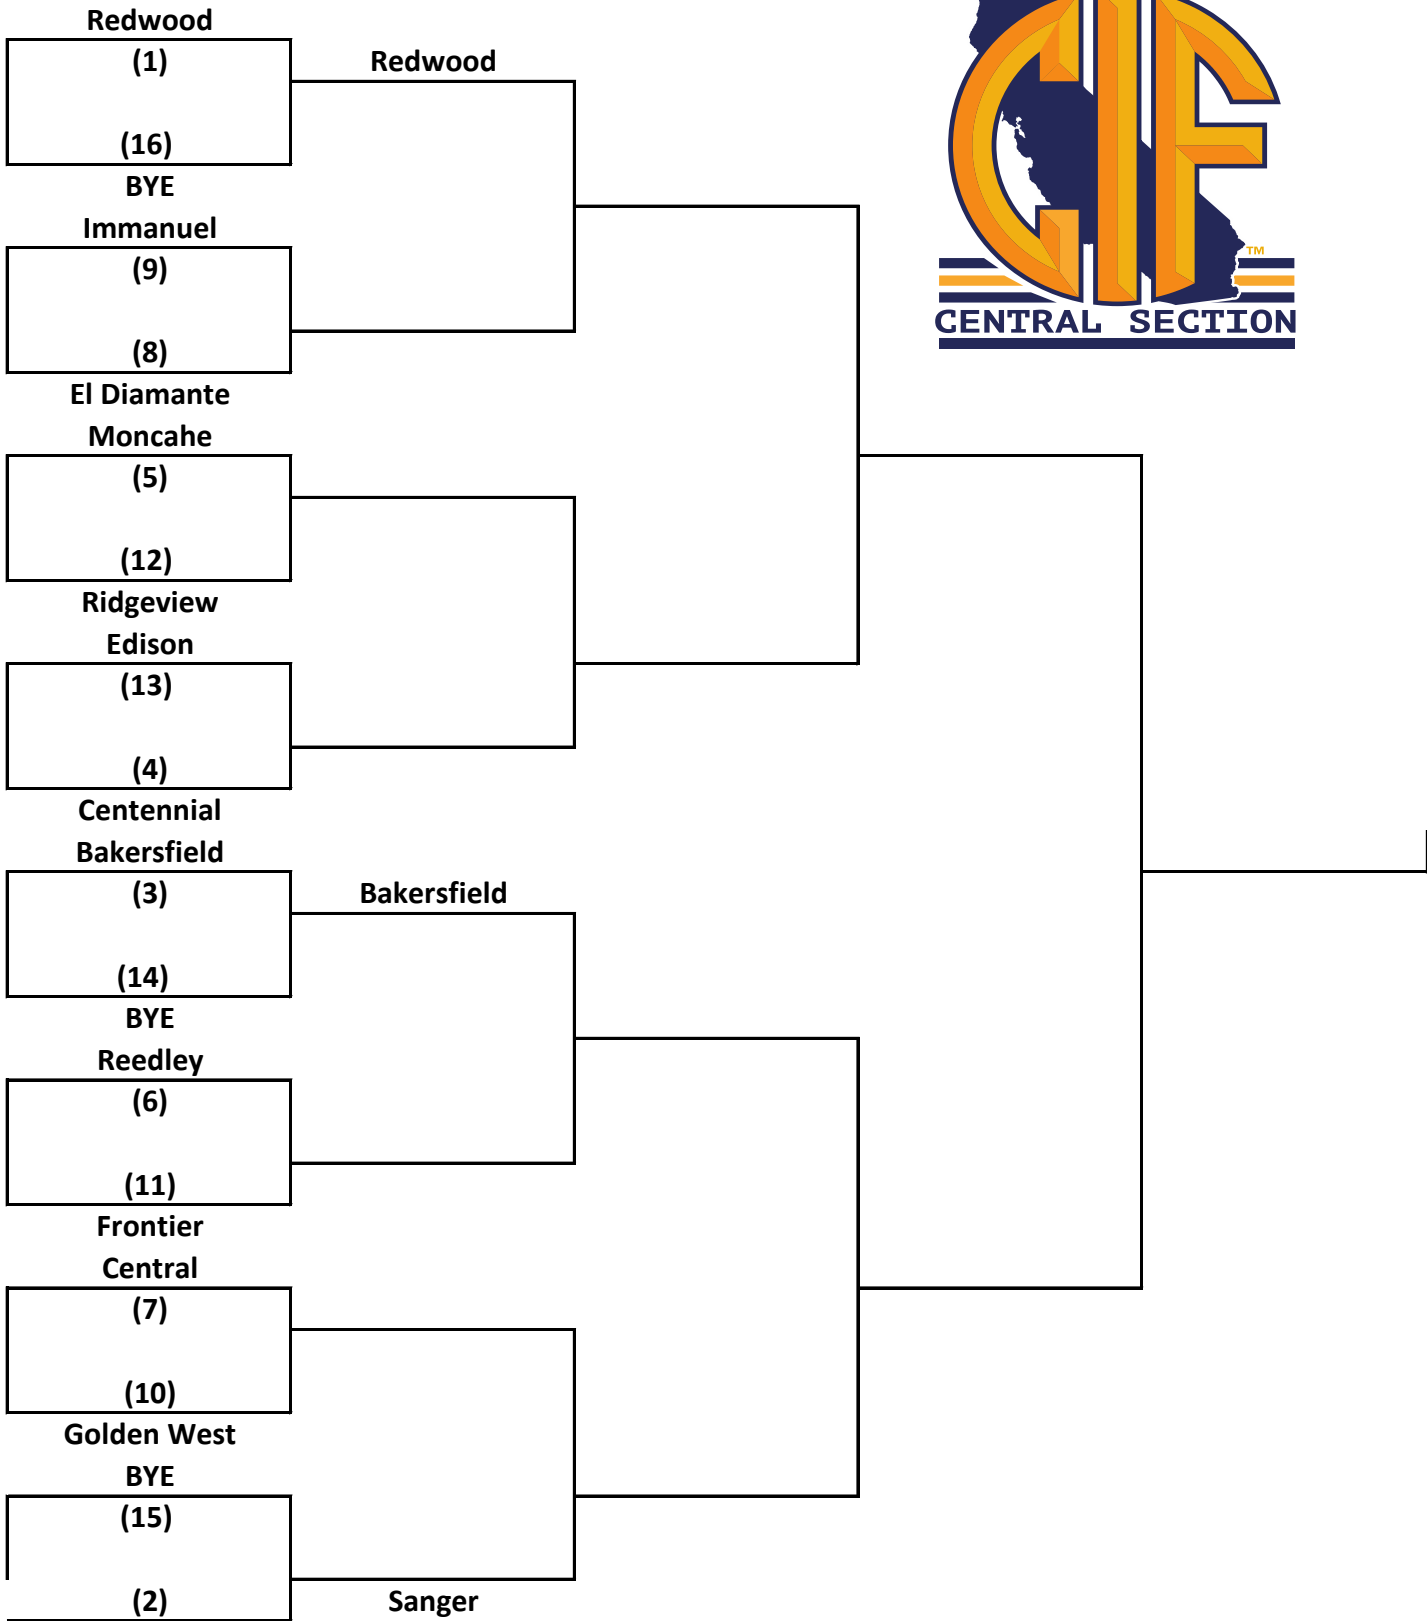 Redwood
(1)
Redwood
(16)
BYE
Immanuel
(9)
(8)
El Diamante
Moncahe
(5)
(12)
Ridgeview
Edison
(13)
(4)
Centennial
Bakersfield
(3)
Bakersfield
(14)
BYE
Reedley
(6)
(11)
Frontier
Central
(7)
(10)
Golden West
BYE
(15)
(2)
Sanger
CIF
TM
CENTRAL SECTION